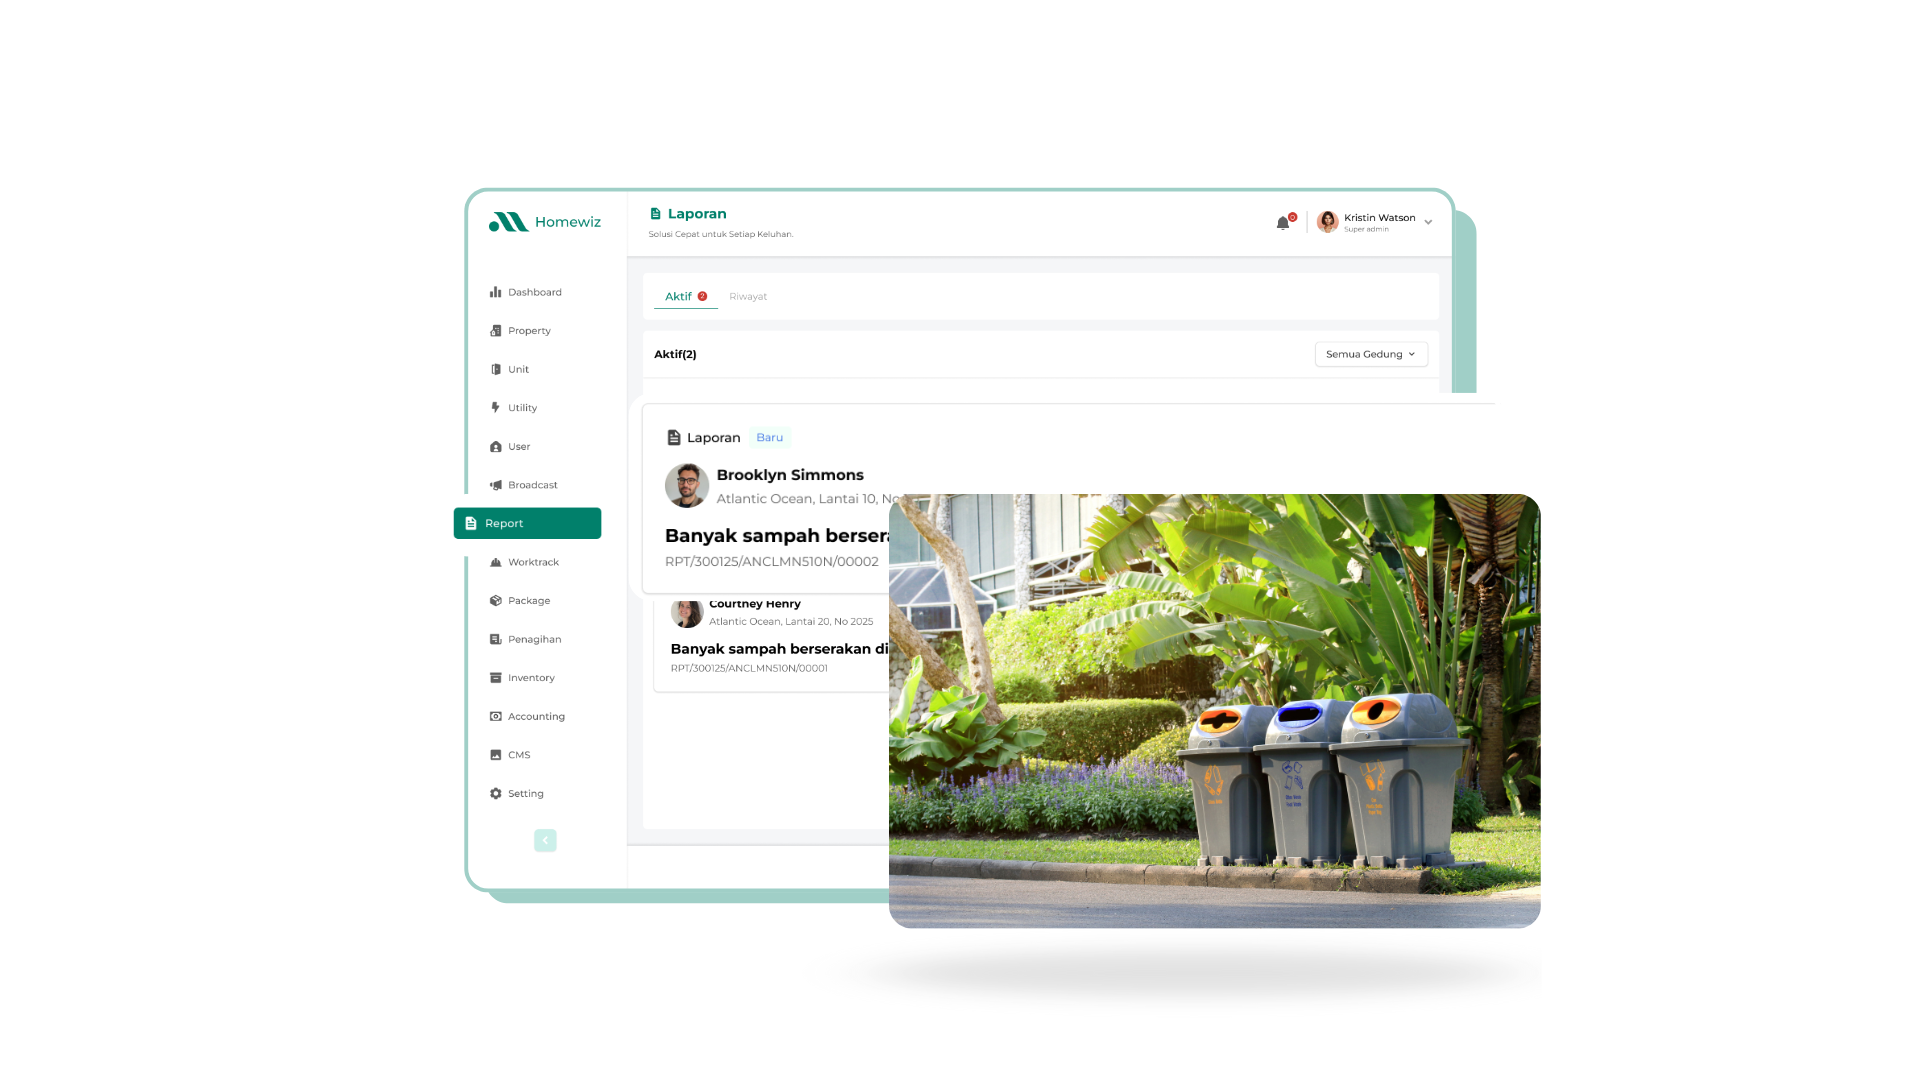 Homewiz
Laporan
Solusi Cepat untuk Setiap Keluhan.
Kristin Watson
Super admin
Dashboard
Property
Unit
Utility
User
Broadcast
Report
Worktrack
Package
Penagihan
Inventory
Accounting
CMS
Setting
Aktif 2
Riwayat
Aktif(2)
Semua Gedung
Laporan Baru
Brooklyn Simmons
Atlantic Ocean, Lantai 10, No
Banyak sampah
RPT/300125/ANCLMN510N/00002
Courtney Henry
Atlantic Ocean, Lantai 20, No 2025
Banyak sampah berserakan di
RPT/300125/ANCLMN510N/00001